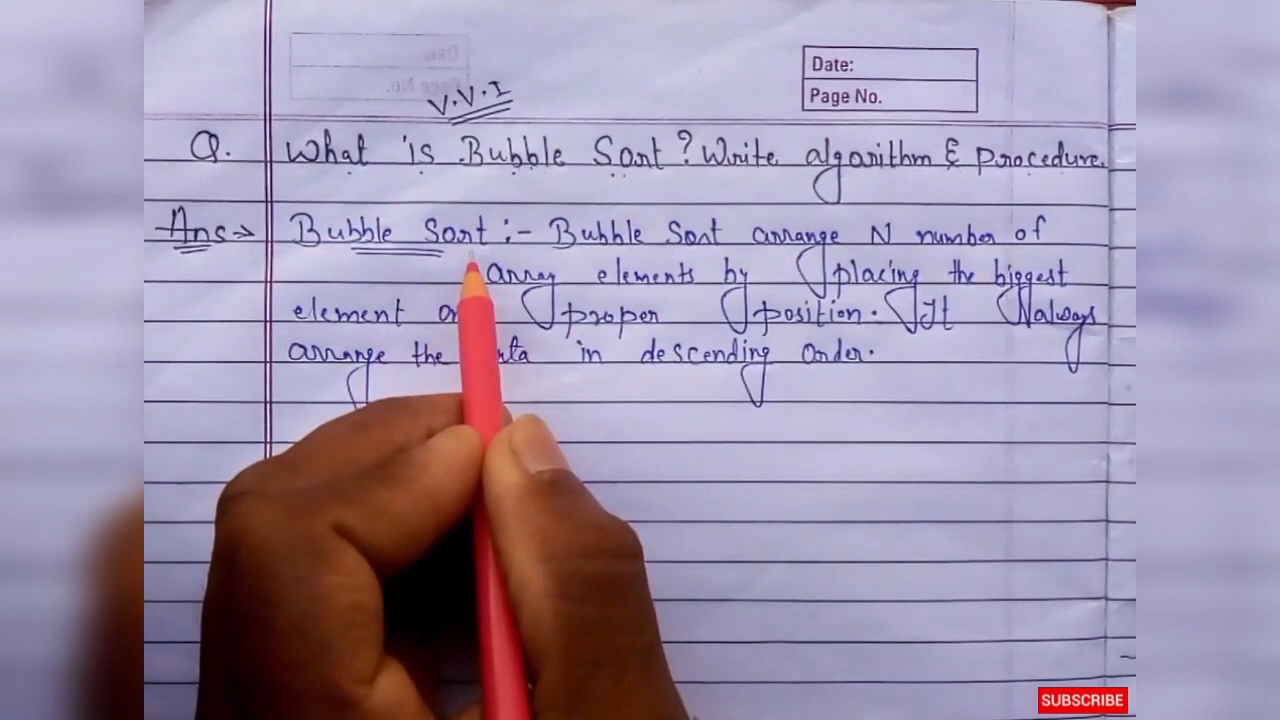 Date:
Page No.
V.V.I
Q. What is Bubble Sort? Write algorithm & procedure.
Ans→ Bubble Sort:- Bubble Sort arrange N number of
array elements by placing the biggest
element proper position. It always
arrange the in descending order.
SUBSCRIBE